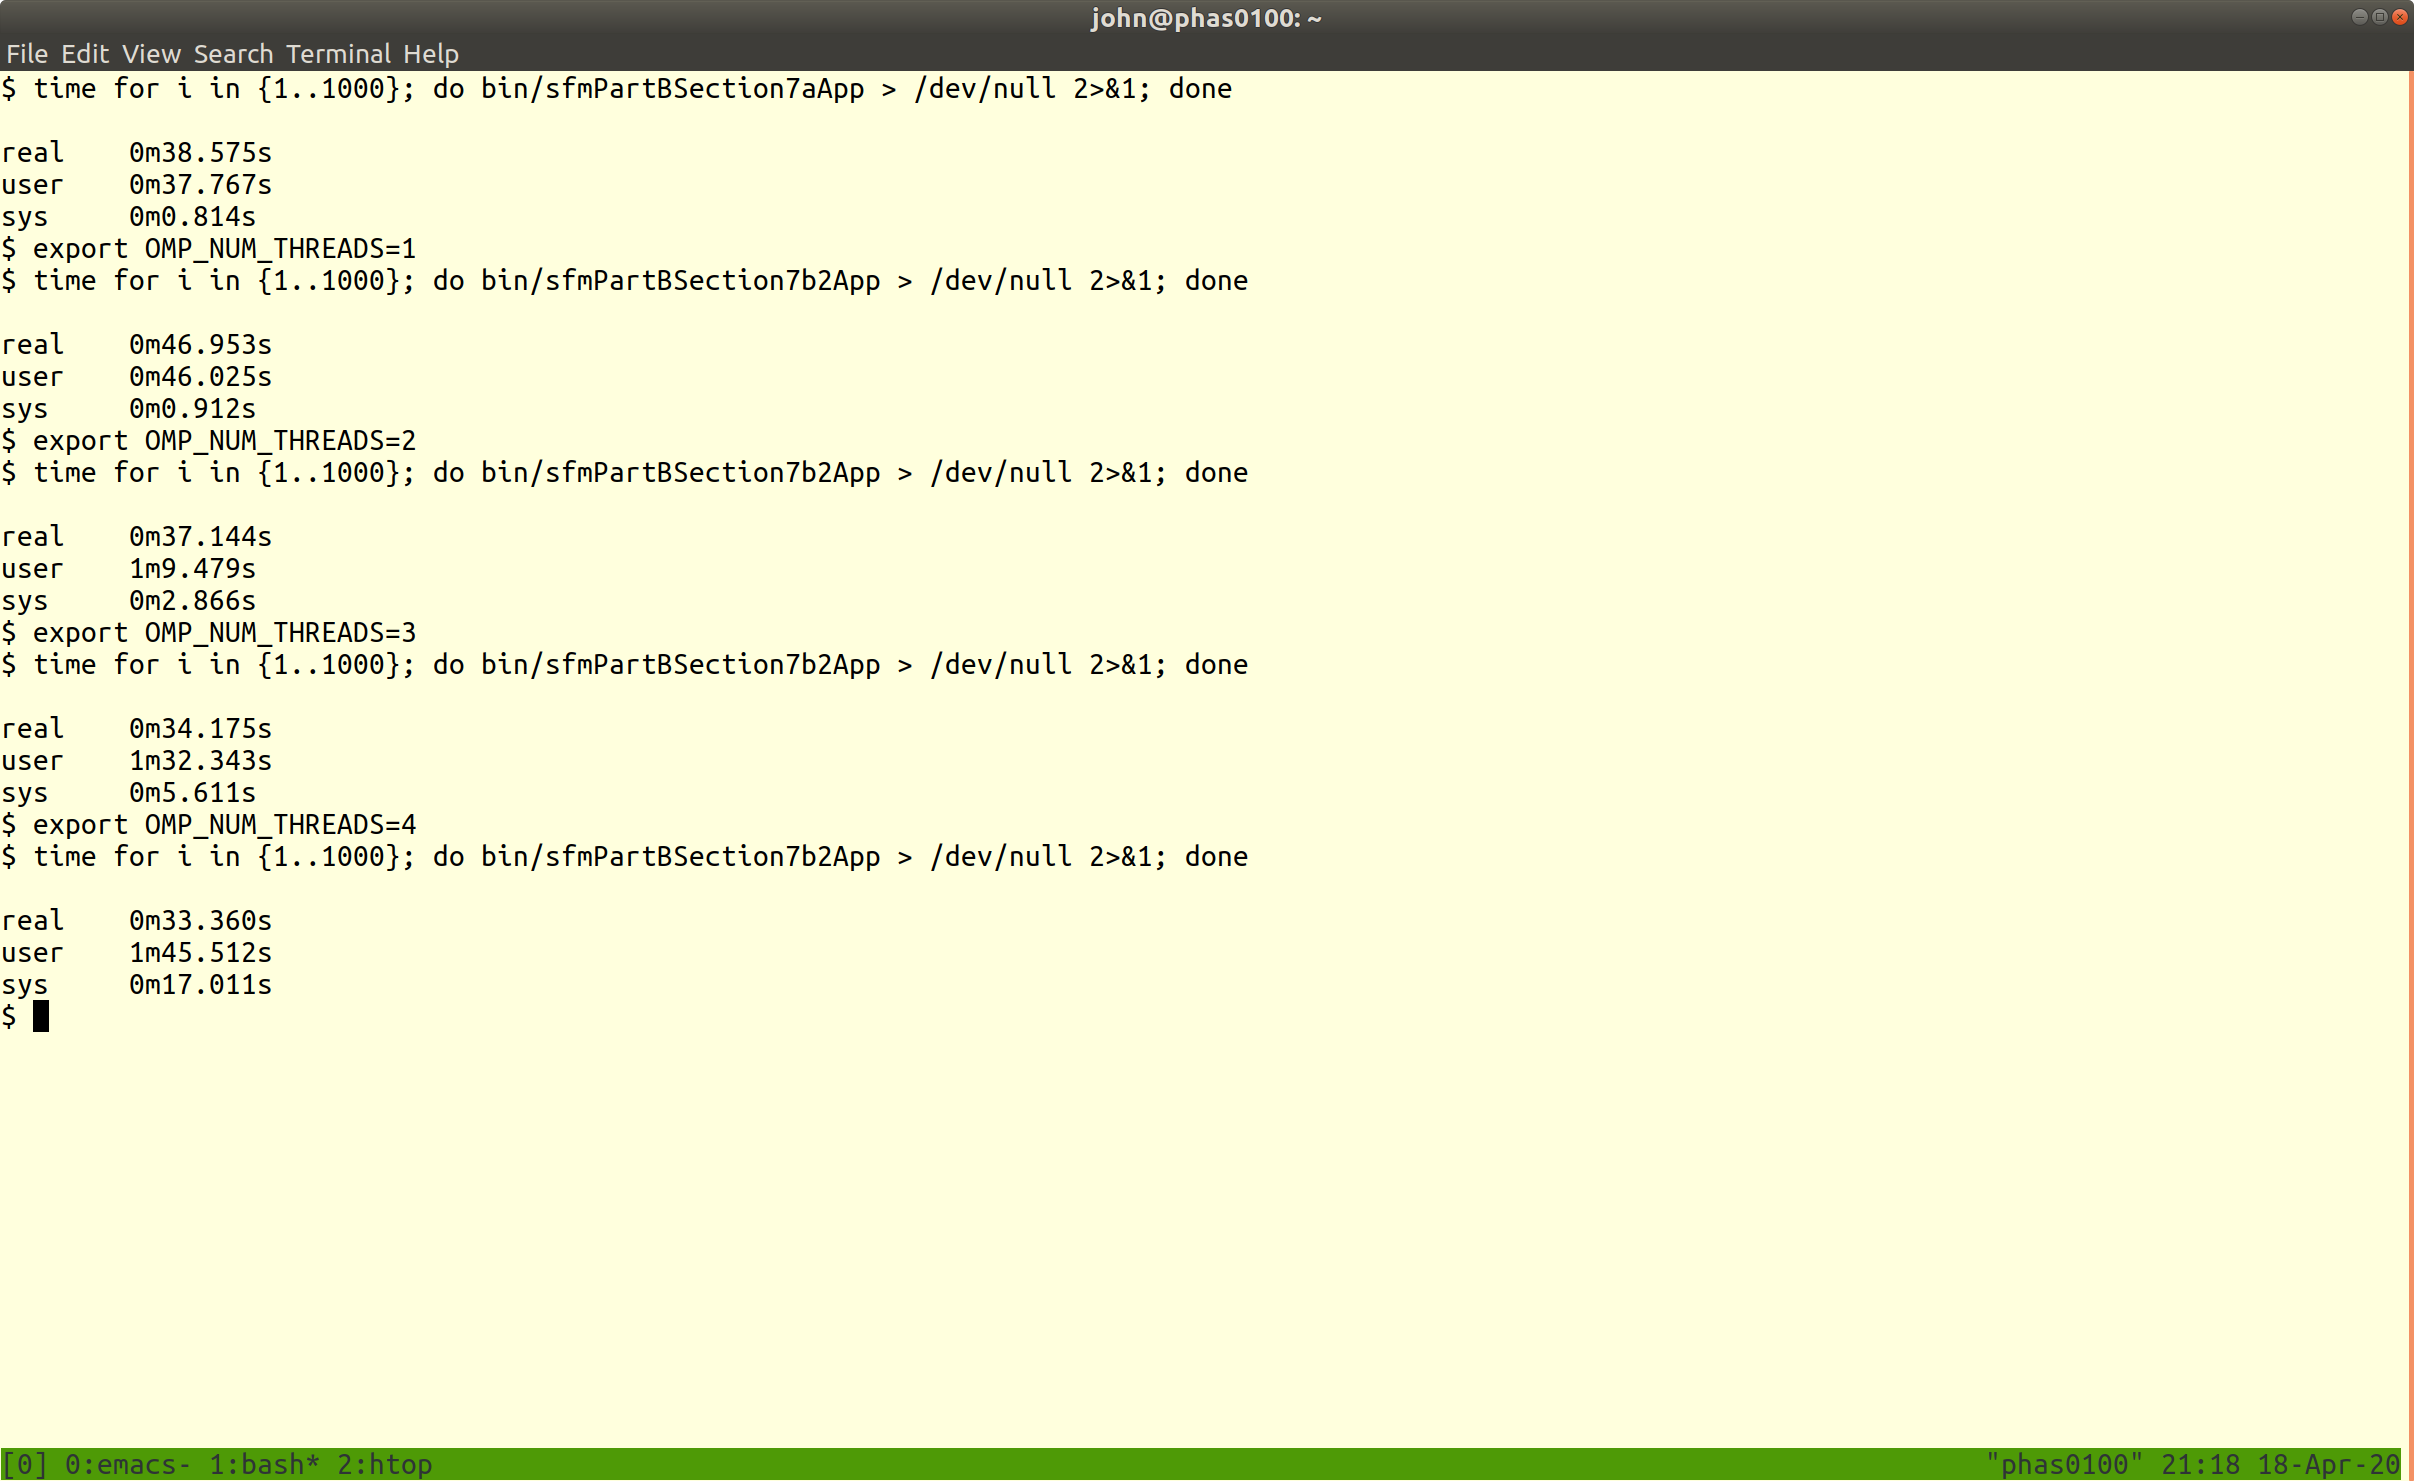 john@phas0100: ~
File Edit View Search Terminal Help
$ time for i in {1..1000}; do bin/sfmPartBSection7aApp > /dev/null 2>&1; done
real    0m38.575s
user    0m37.767s
sys     0m0.814s
$ export OMP_NUM_THREADS=1
$ time for i in {1..1000}; do bin/sfmPartBSection7b2App > /dev/null 2>&1; done
real    0m46.953s
user    0m46.025s
sys     0m0.912s
$ export OMP_NUM_THREADS=2
$ time for i in {1..1000}; do bin/sfmPartBSection7b2App > /dev/null 2>&1; done
real    0m37.144s
user    1m9.479s
sys     0m2.866s
$ export OMP_NUM_THREADS=3
$ time for i in {1..1000}; do bin/sfmPartBSection7b2App > /dev/null 2>&1; done
real    0m34.175s
user    1m32.343s
sys     0m5.611s
$ export OMP_NUM_THREADS=4
$ time for i in {1..1000}; do bin/sfmPartBSection7b2App > /dev/null 2>&1; done
real    0m33.360s
user    1m45.512s
sys     0m17.011s
$
[0] 0:emacs- 1:bash* 2:htop "phas0100" 21:18 18-Apr-20